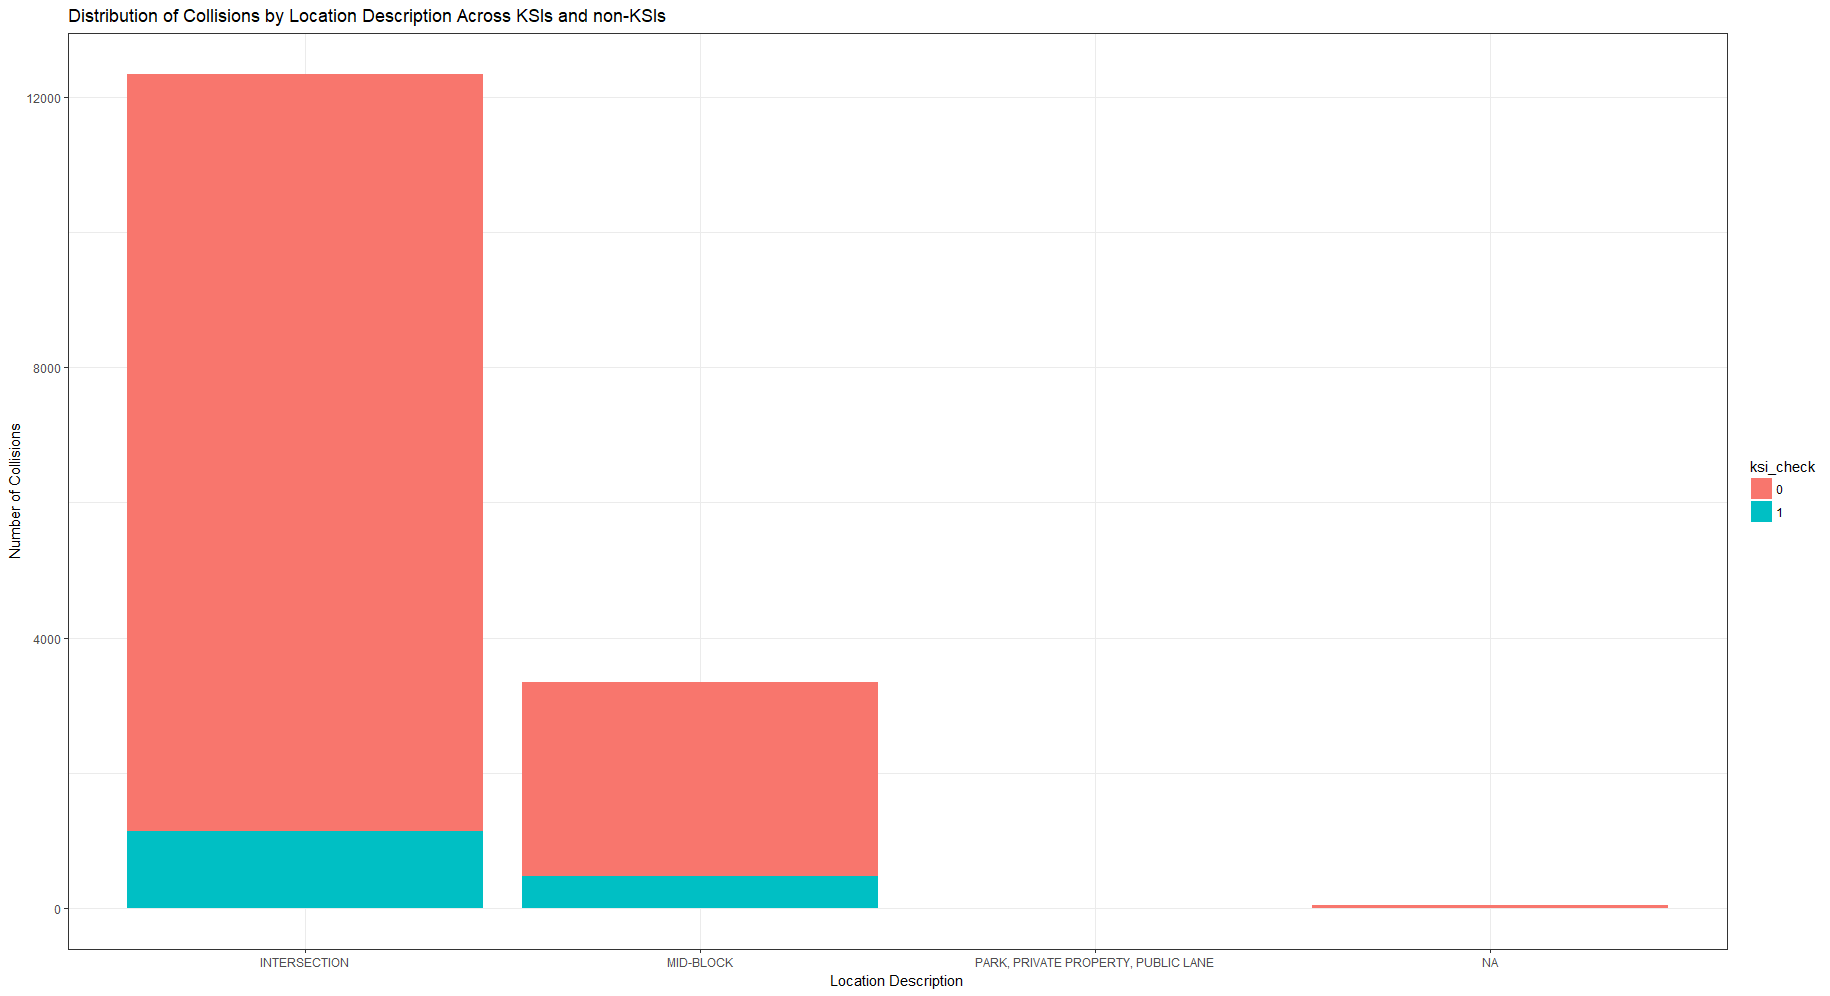 Distribution of Collisions by Location Description Across KSIs and non-KSIs
12000
8000
4000
0
Number of Collisions
INTERSECTION
MID-BLOCK
PARK, PRIVATE PROPERTY, PUBLIC LANE
NA
Location Description
ksi_check
0
1